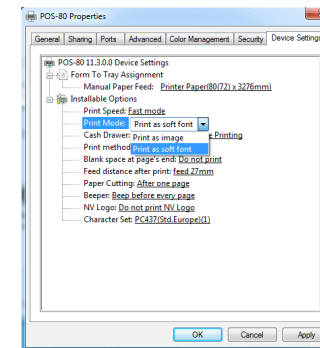 POS-80 Properties
General Sharing Ports Advanced Color Management Security Device Settings
POS-80 11.3.0.0 Device Settings
Form To Tray Assignment
Manual Paper Feed: Printer Paper(80(72) x 3276mm)
Installable Options
Print Speed: Fast mode
Print Mode: Print as soft font
Cash Drawer: Printing
Print as image
Print method
Print as soft font
Blank space at page's end: Do not print
Feed distance after print: feed 27mm
Paper Cutting: After one page
Beeper: Beep before every page
NV Logo: Do not print NV Logo
Character Set: PC437(Std.Europe)(1)
OK Cancel Apply